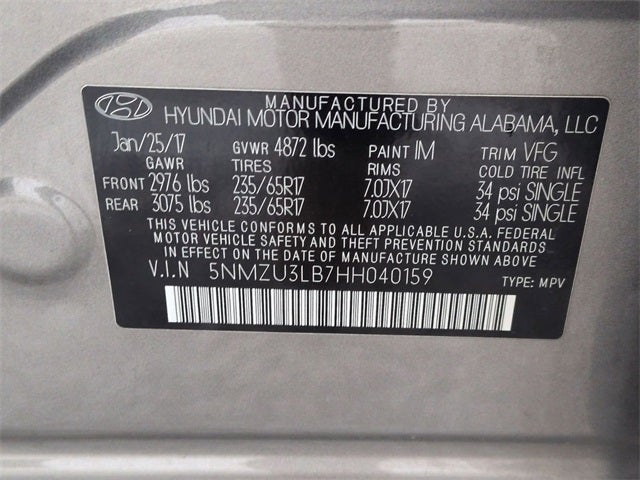 MANUFACTURED BY
HYUNDAI MOTOR MANUFACTURING ALABAMA, LLC
Jan/25/17 GVWR 4872 lbs PAINT IM TRIM VFG
GAWR TIRES RIMS COLD TIRE INFL
FRONT 2976 lbs 235/65R17 7.0JX17 34 psi SINGLE
REAR 3075 lbs 235/65R17 7.0JX17 34 psi SINGLE
THIS VEHICLE CONFORMS TO ALL APPLICABLE U.S.A. FEDERAL
MOTOR VEHICLE SAFETY AND THEFT PREVENTION STANDARDS
IN EFFECT ON THE DATE OF MANUFACTURE SHOWN ABOVE.
V.I.N 5NMZU3LB7HH040159 TYPE: MPV